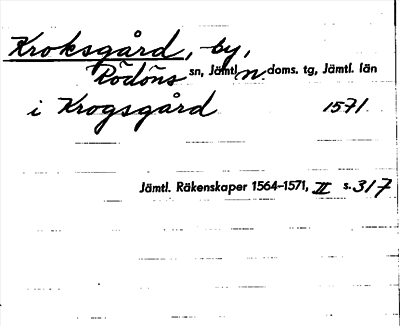 Kroksgård, by,
Rödöns sn, Jämtl. n. doms. tg, Jämtl. län
i Krogsgård 1571.
Jämtl. Räkenskaper 1564-1571, II s. 317